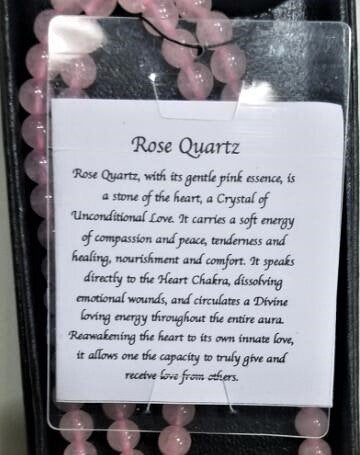 Rose Quartz
Rose Quartz, with its gentle pink essence, is
a stone of the heart, a Crystal of
Unconditional Love. It carries a soft energy
of compassion and peace, tenderness and
healing, nourishment and comfort. It speaks
directly to the Heart Chakra, dissolving
emotional wounds, and circulates a Divine
loving energy throughout the entire aura.
Reawakening the heart to its own innate love,
it allows one the capacity to truly give and
receive love from others.